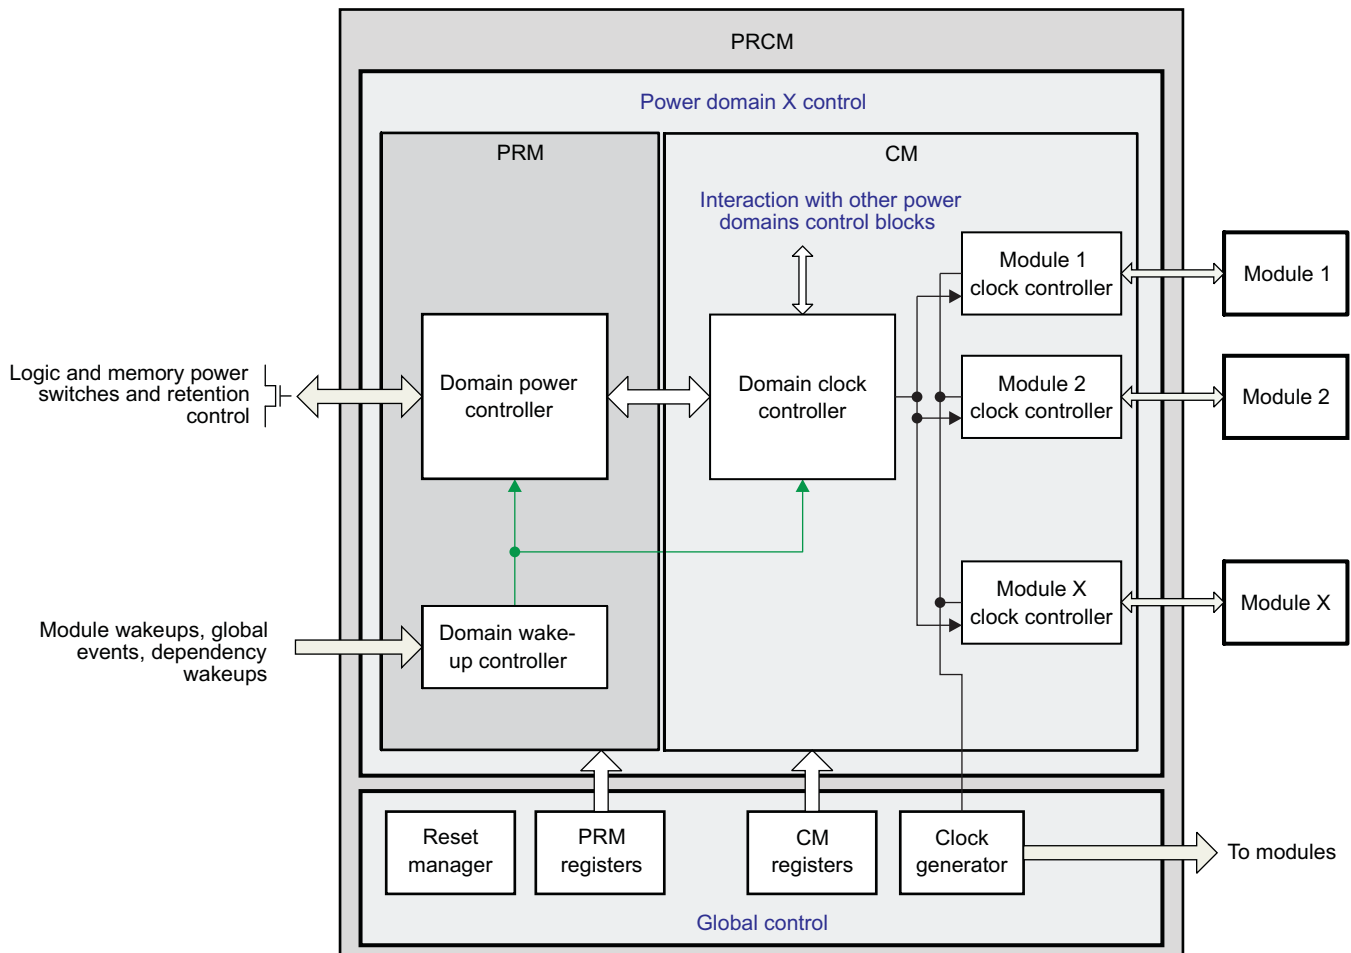 PRCM
Power domain X control
PRM
CM
Interaction with other power
domains control blocks
Module 1
clock controller
Module 1
Logic and memory power
switches and retention
control
Domain power
controller
Domain clock
controller
Module 2
clock controller
Module 2
Module X
clock controller
Module X
Module wakeups, global
events, dependency
wakeups
Domain wake-
up controller
Reset
manager
PRM
registers
CM
registers
Clock
generator
To modules
Global control